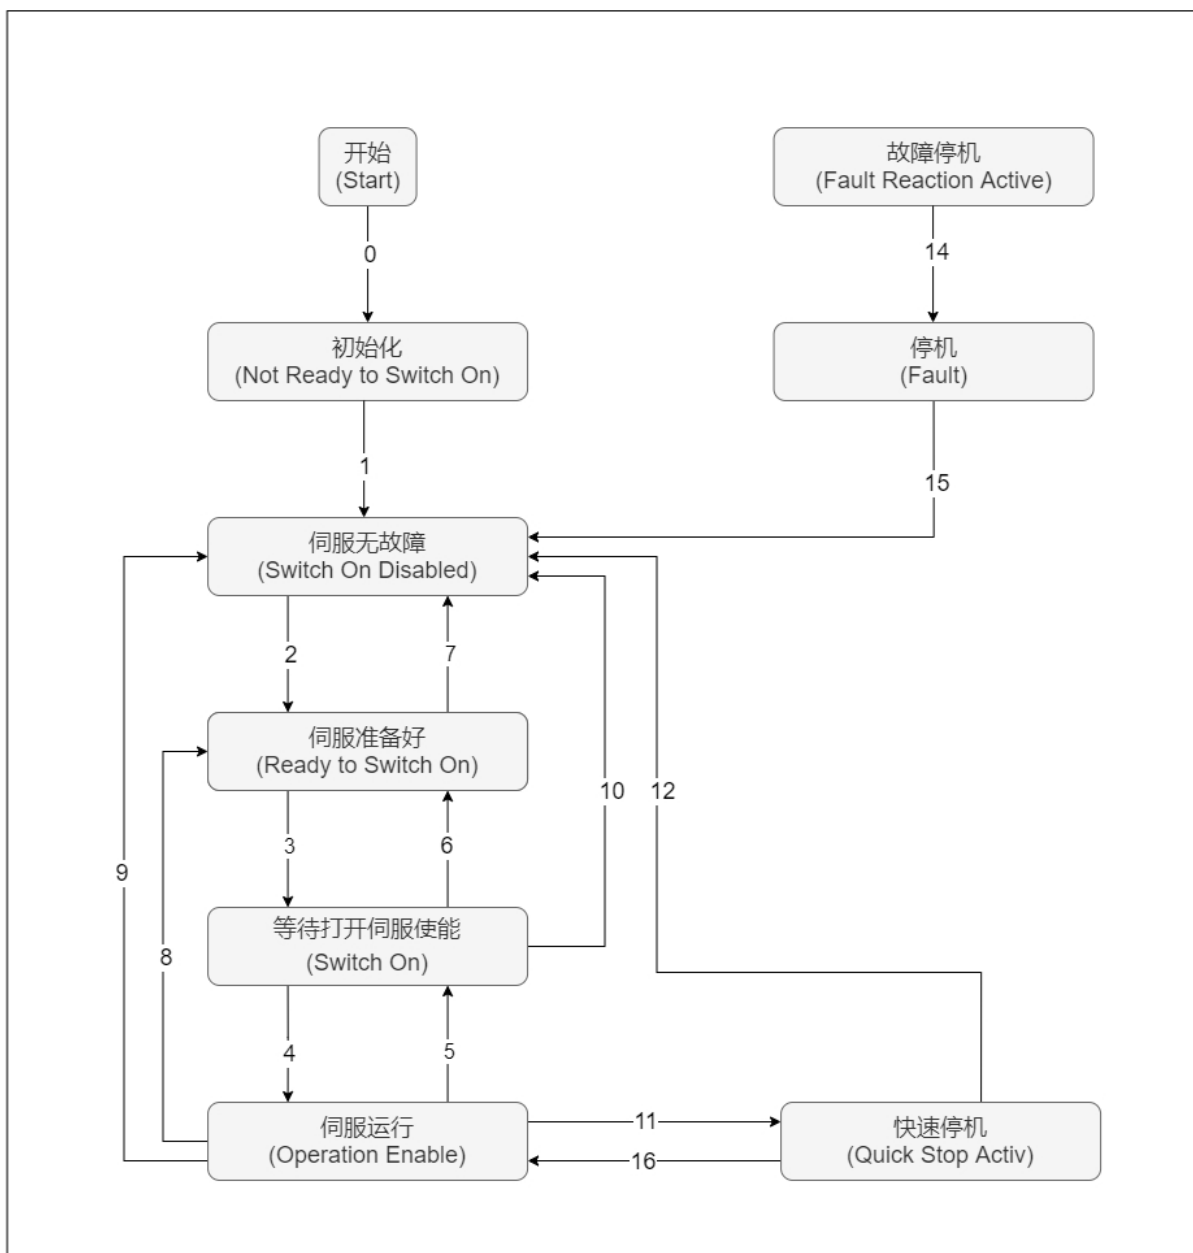 开始
(Start)
故障停机
(Fault Reaction Active)
0
14
初始化
(Not Ready to Switch On)
停机
(Fault)
1
15
伺服无故障
(Switch On Disabled)
2
7
伺服准备好
(Ready to Switch On)
10
12
3
6
9
等待打开伺服使能
(Switch On)
8
4
5
伺服运行
(Operation Enable)
11
16
快速停机
(Quick Stop Activ)